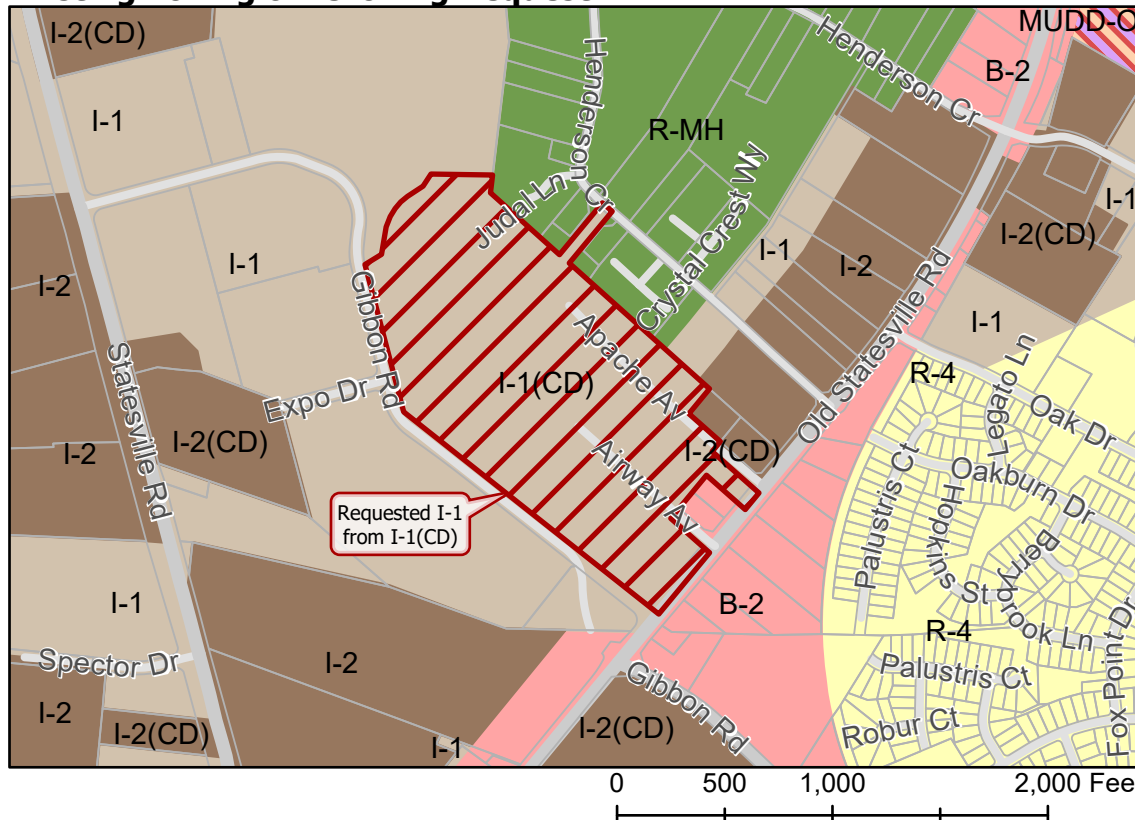 I-2(CD)
MUDD-O
B-2
Henderson Cr
I-1
Henderson Cr
R-MH
I-1
Judal Ln
Crystal Crest Wy
I-1
I-2
I-2(CD)
I-1
I-2
Gibbon Rd
Apache Av
Old Statesville Rd
I-1
Statesville Rd
Expo Dr
I-1(CD)
R-4
Legato Ln
Oak Dr
I-2
I-2(CD)
Airway Av
I-2(CD)
Palustris Ct
Oakburn Dr
Hopkins St
Berrybrook Ln
Requested I-1
from I-1(CD)
I-1
B-2
R-4
Spector Dr
I-2
Palustris Ct
Fox Point Dr
I-2
I-2(CD)
I-1
Gibbon Rd
I-2(CD)
Robur Ct
0 500 1,000 2,000 Fee